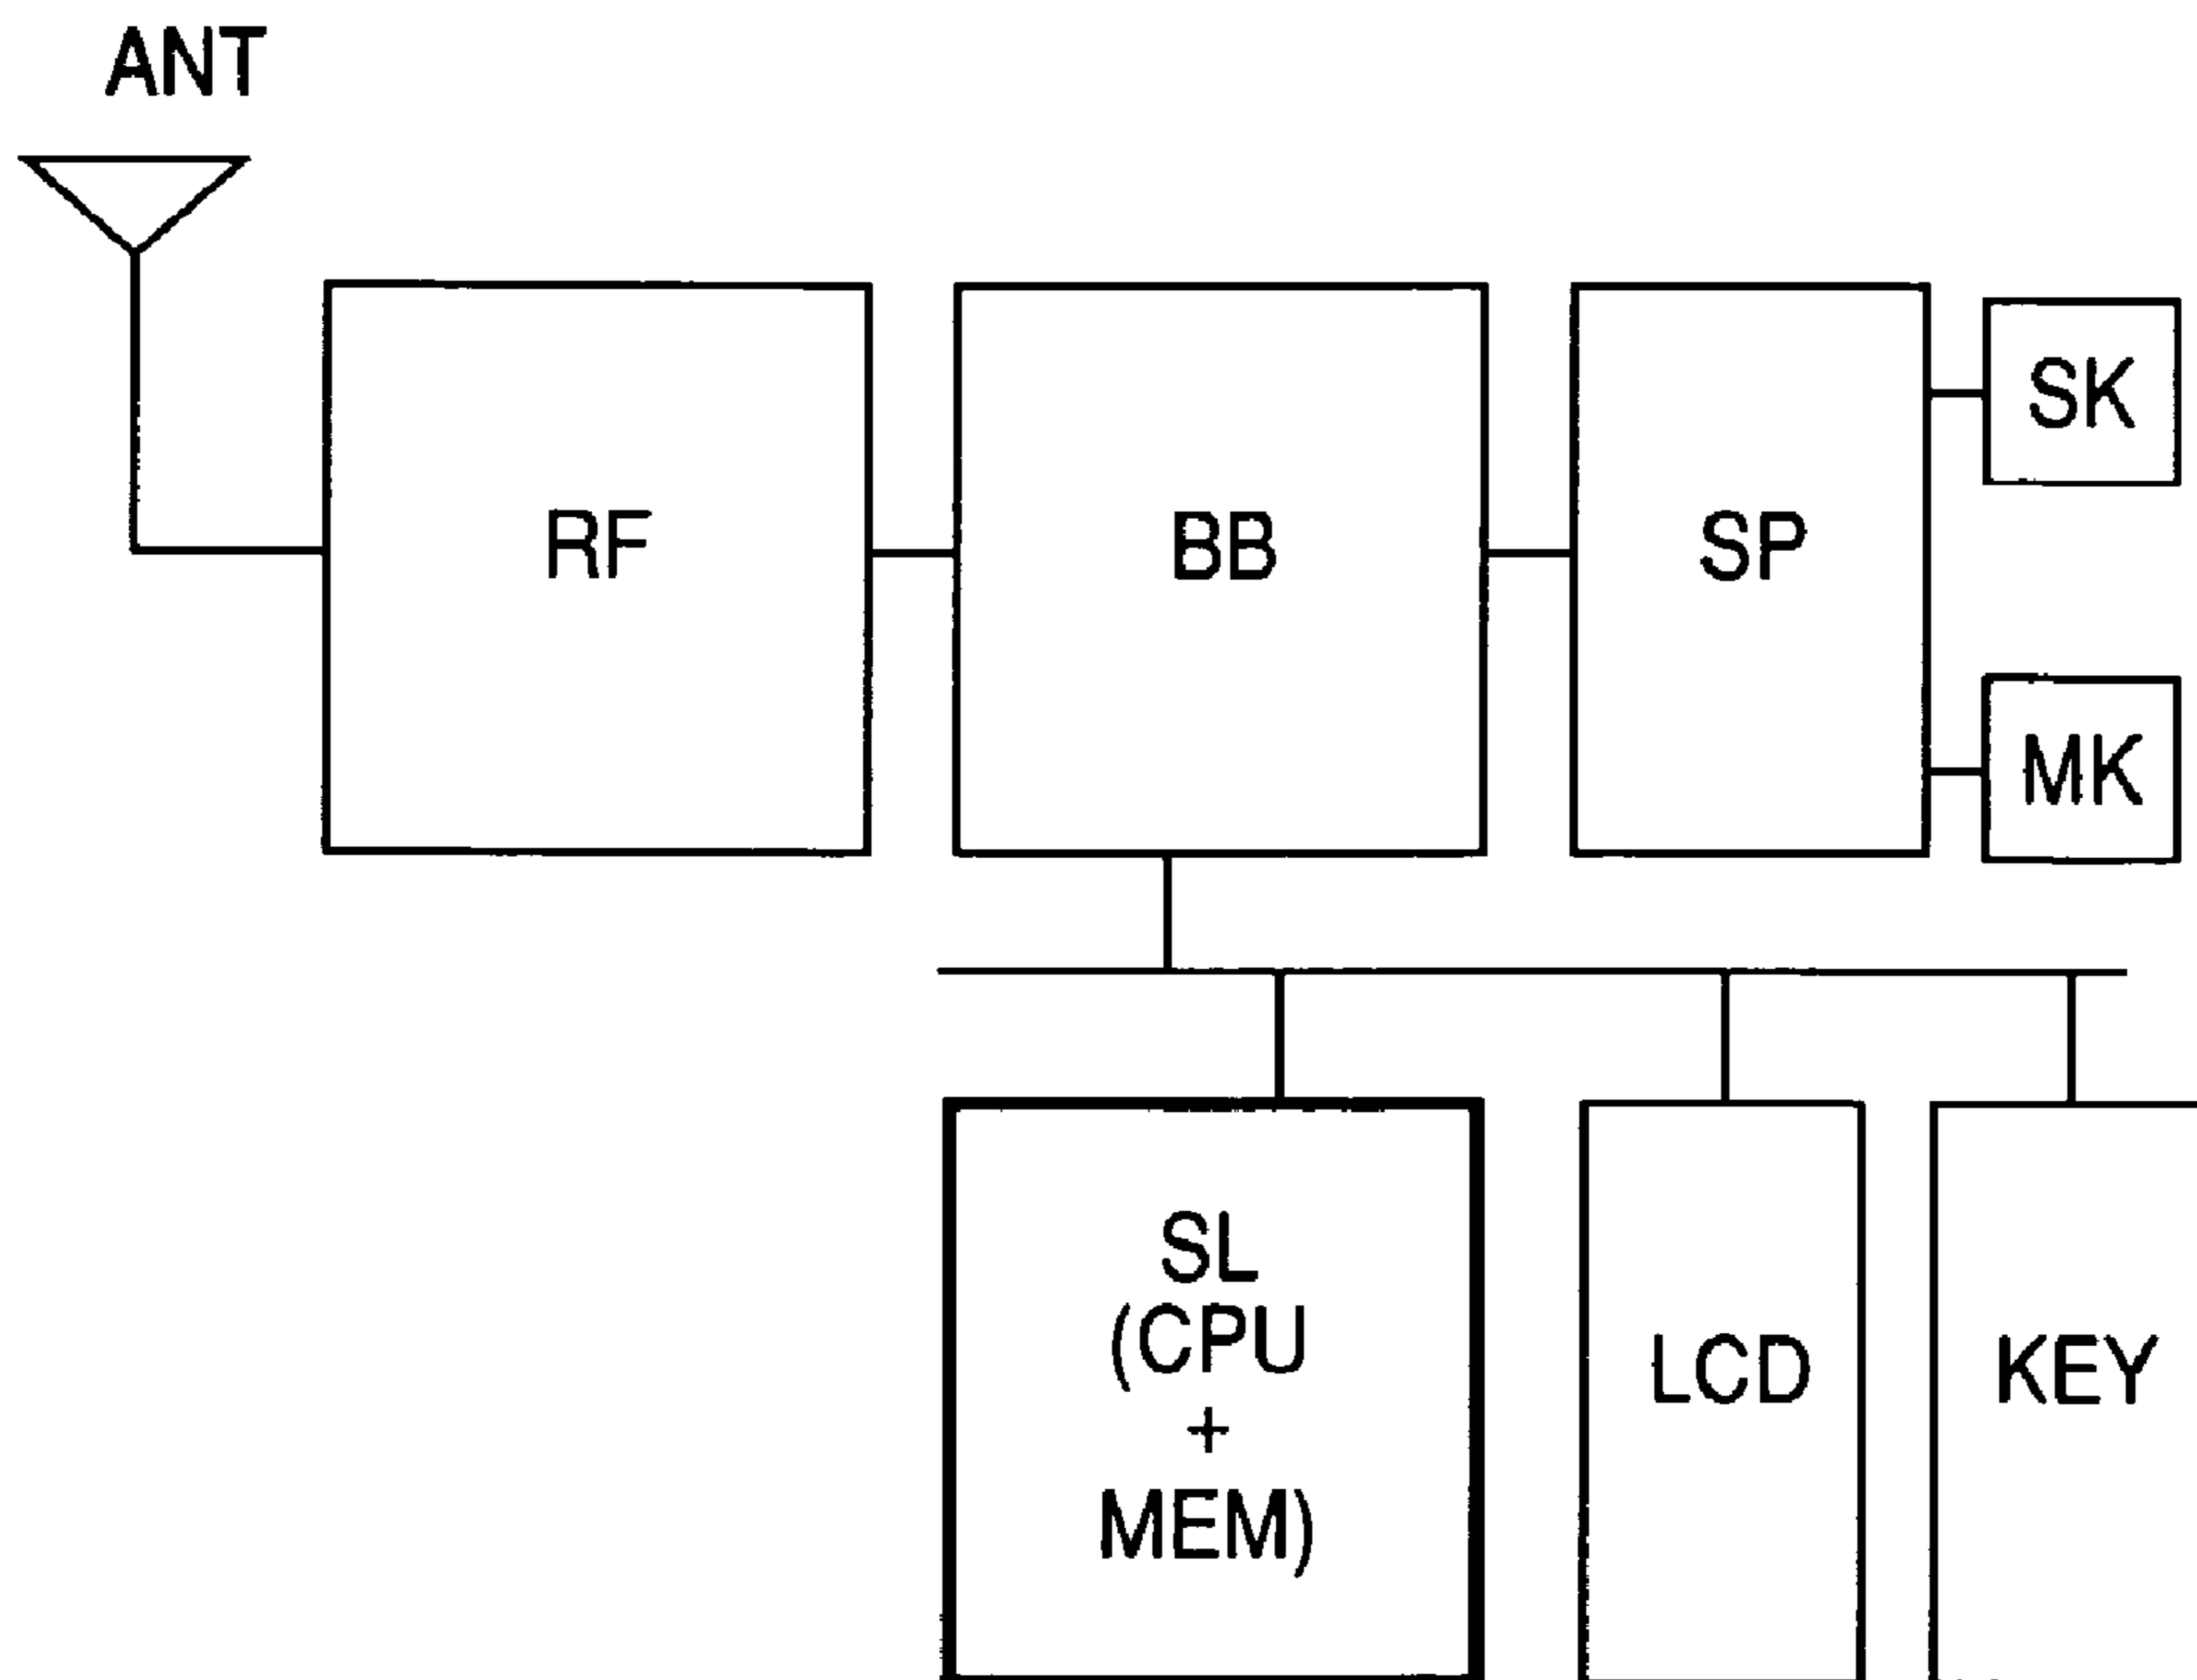 ANT
RF
BB
SP
SK
MK
SL
(CPU
+
MEM)
LCD
KEY